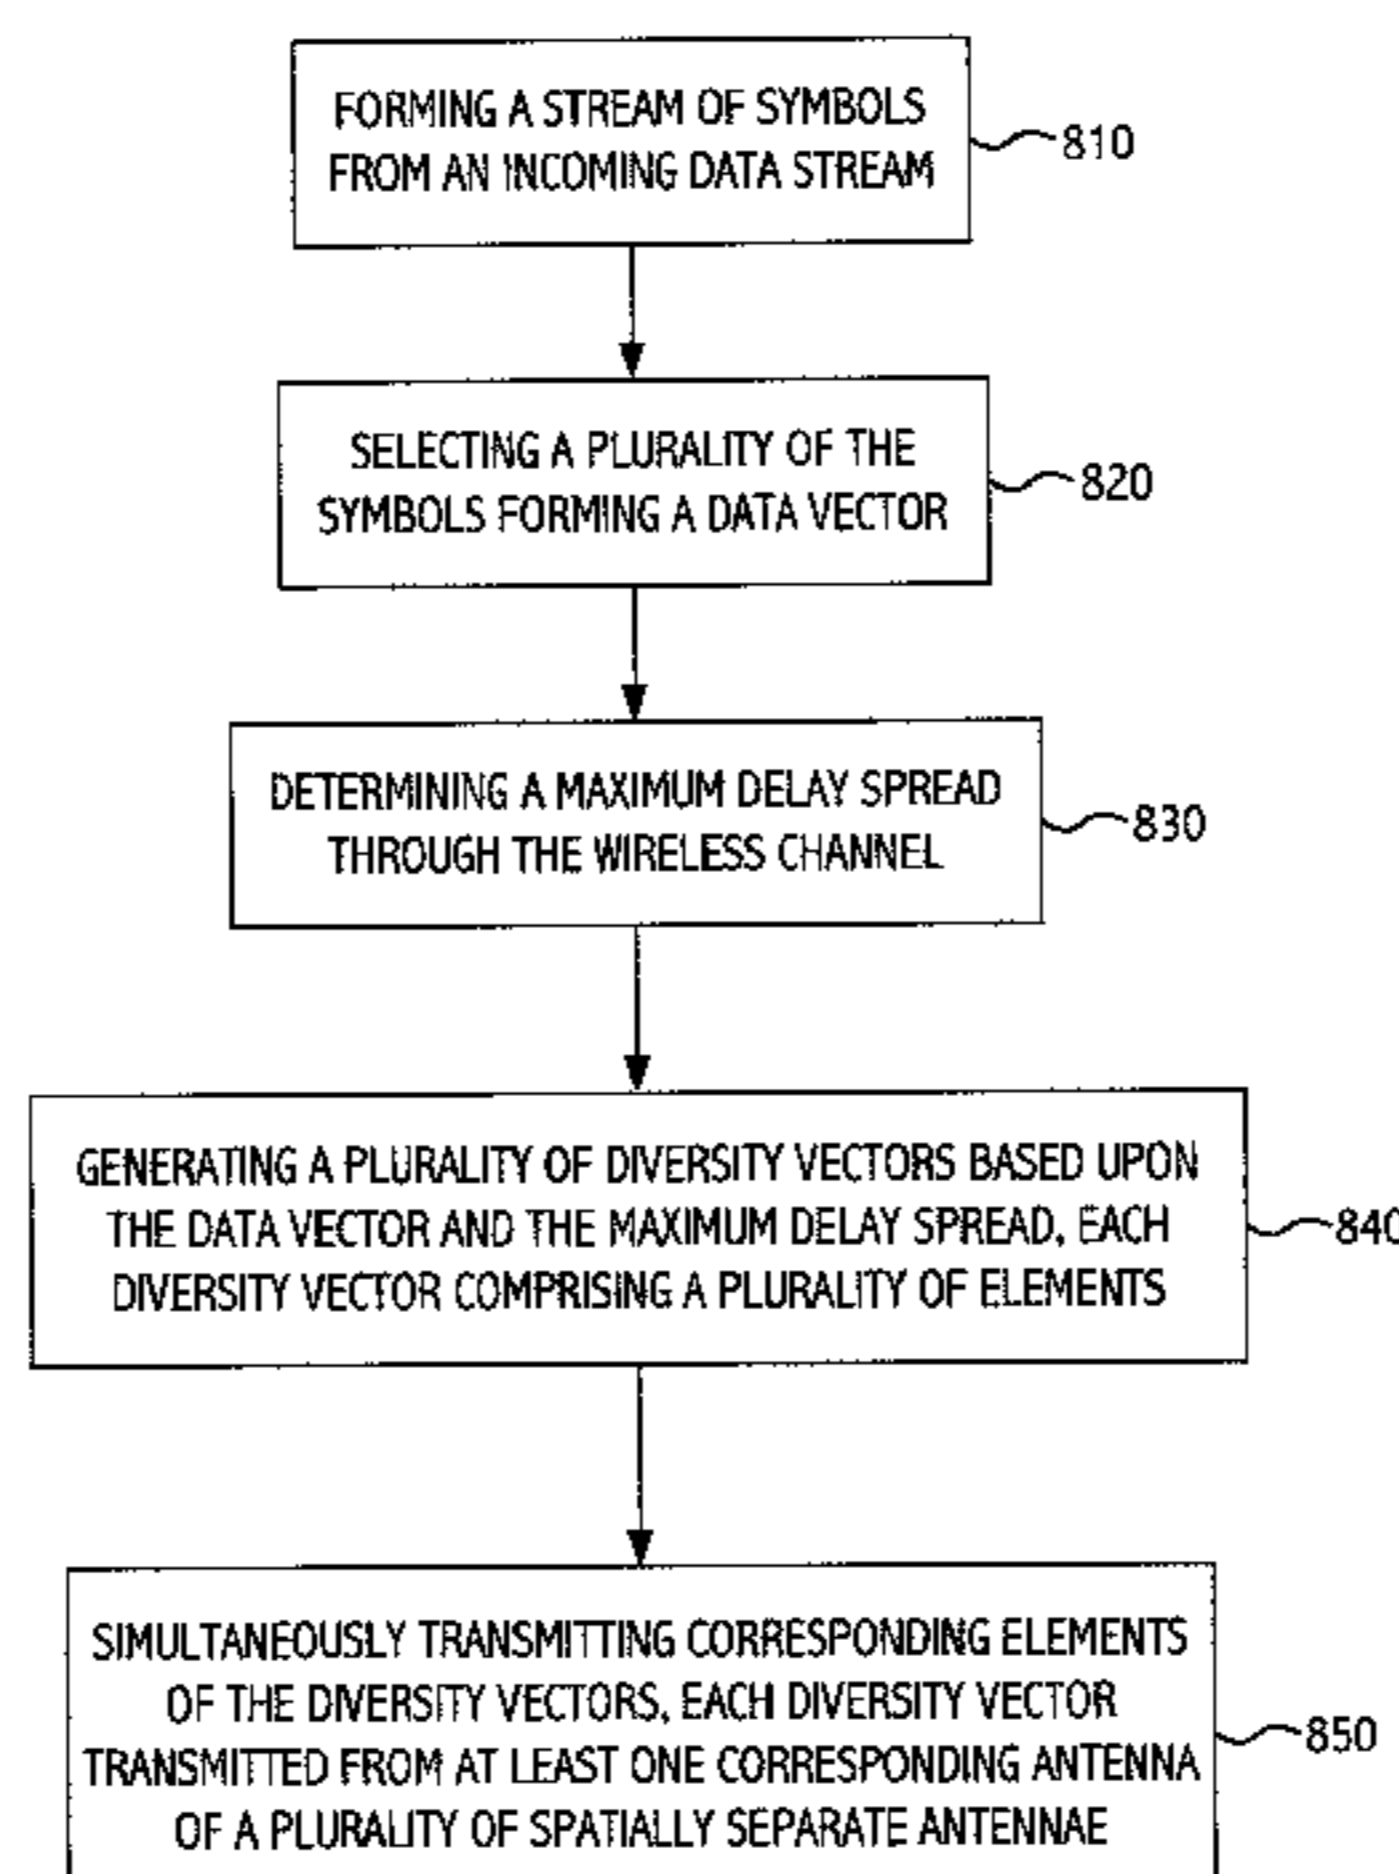 FORMING A STREAM OF SYMBOLS
FROM AN INCOMING DATA STREAM
810
SELECTING A PLURALITY OF THE
SYMBOLS FORMING A DATA VECTOR
820
DETERMINING A MAXIMUM DELAY SPREAD
THROUGH THE WIRELESS CHANNEL
830
GENERATING A PLURALITY OF DIVERSITY VECTORS BASED UPON
THE DATA VECTOR AND THE MAXIMUM DELAY SPREAD, EACH
DIVERSITY VECTOR COMPRISING A PLURALITY OF ELEMENTS
840
SIMULTANEOUSLY TRANSMITTING CORRESPONDING ELEMENTS
OF THE DIVERSITY VECTORS, EACH DIVERSITY VECTOR
TRANSMITTED FROM AT LEAST ONE CORRESPONDING ANTENNA
OF A PLURALITY OF SPATIALLY SEPARATE ANTENNAE
850